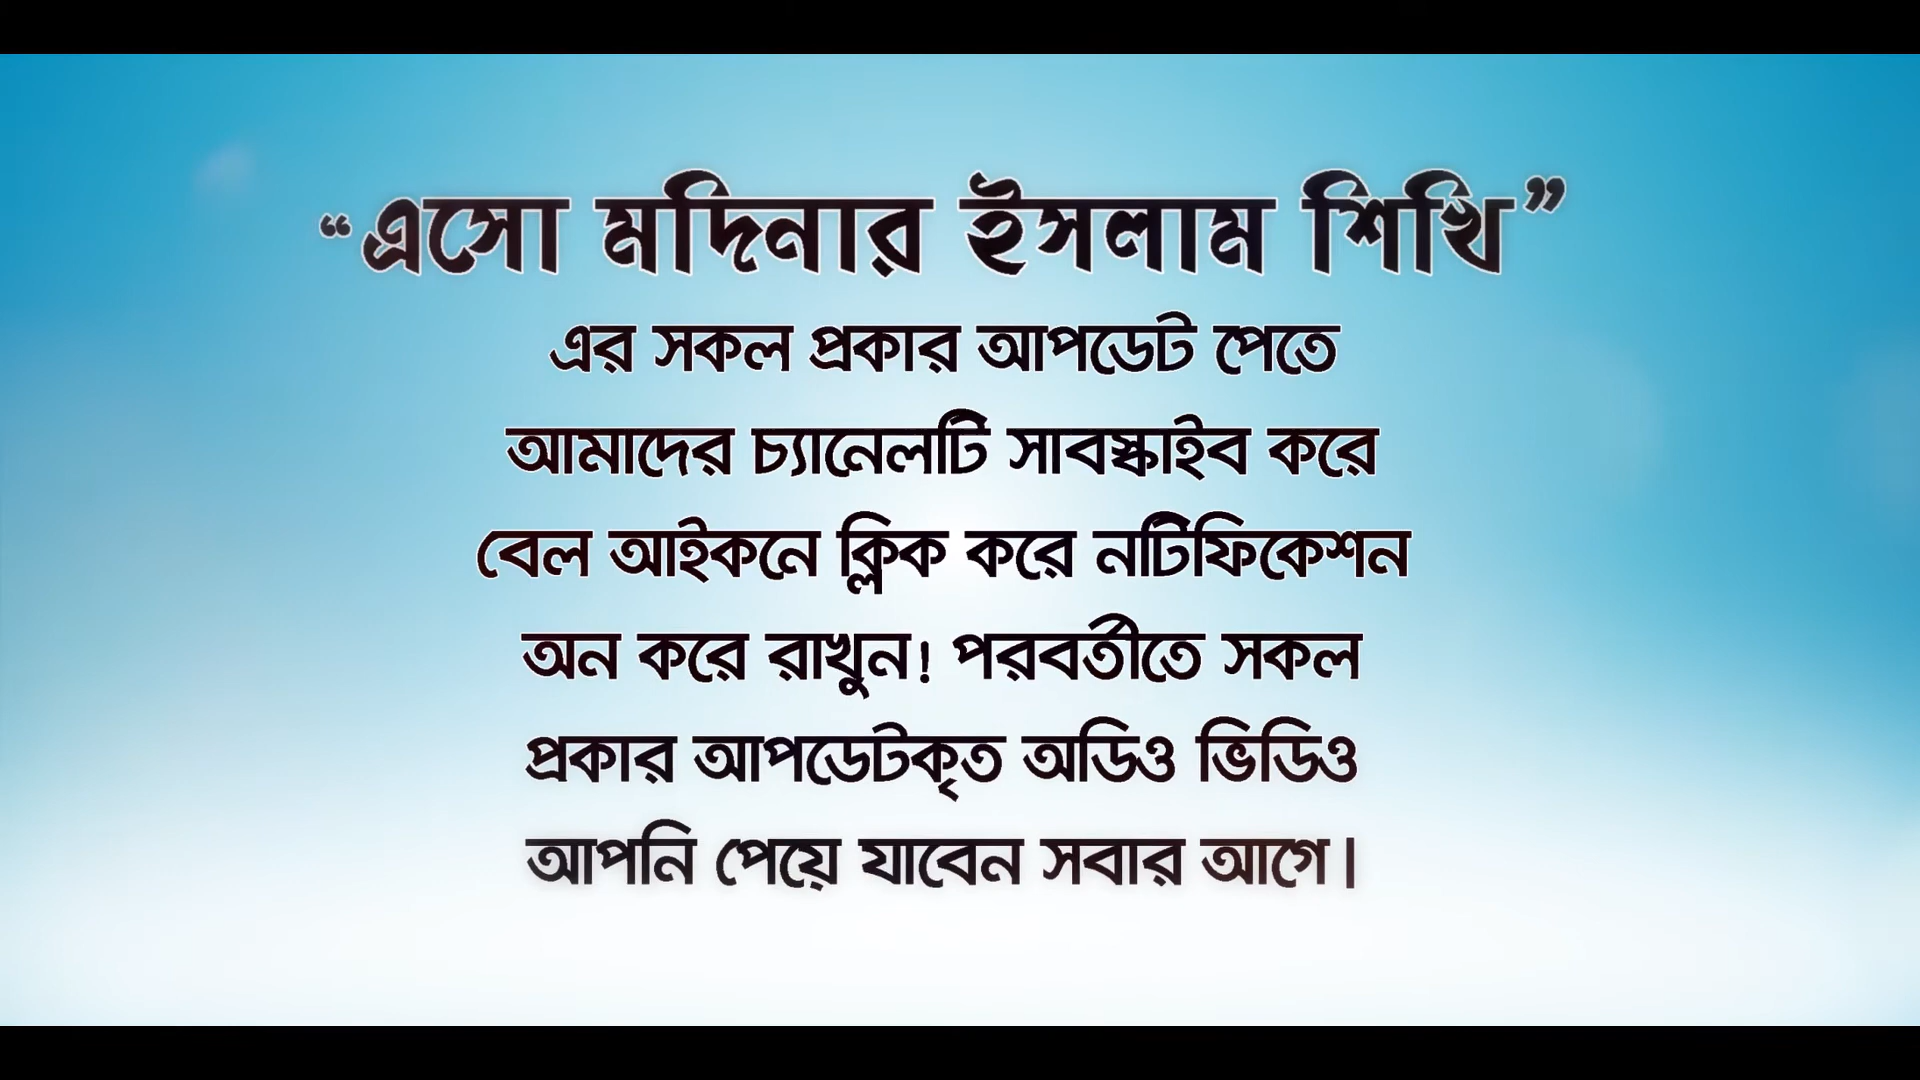 “এসো মদিনার ইসলাম শিখি”
এর সকল প্রকার আপডেট পেতে
আমাদের চ্যানেলটি সাবস্কাইব করে
বেল আইকনে ক্লিক করে নটিফিকেশন
অন করে রাখুন! পরবর্তীতে সকল
প্রকার আপডেটকৃত অডিও ভিডিও
আপনি পেয়ে যাবেন সবার আগে।